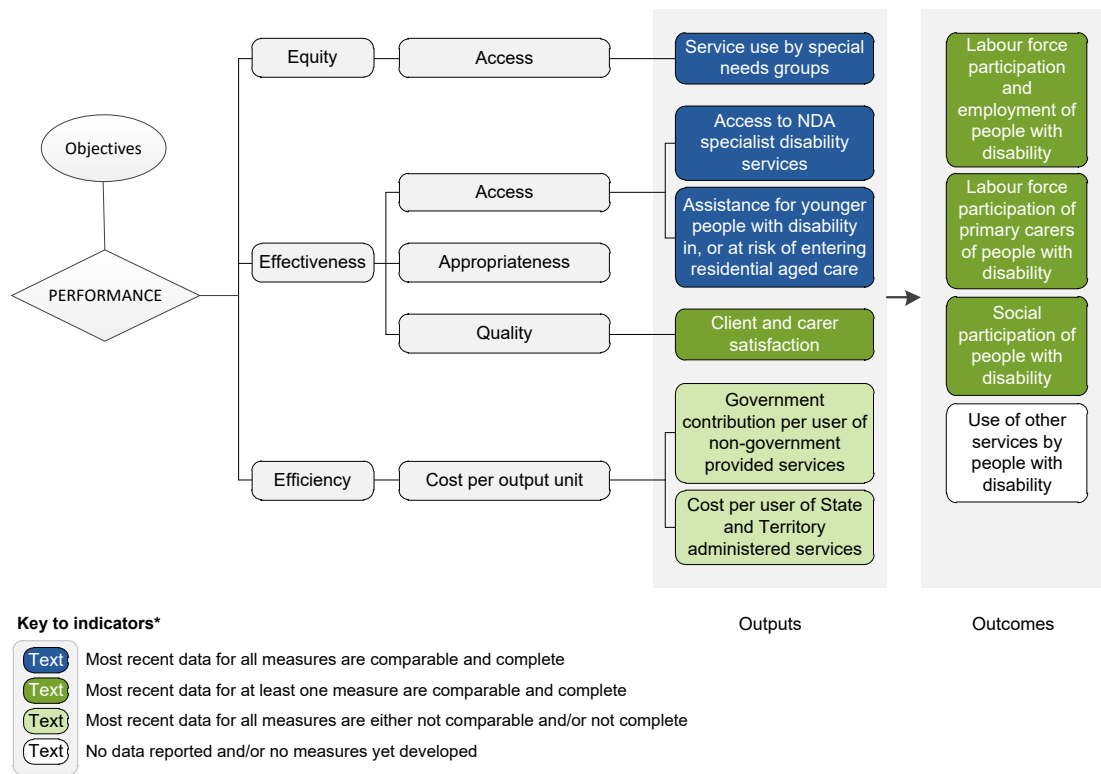 Objectives
PERFORMANCE
Equity
Access
Service use by special
needs groups
Effectiveness
Access
Access to NDA
specialist disability
services
Assistance for younger
people with disability
in, or at risk of entering
residential aged care
Appropriateness
Quality
Client and carer
satisfaction
Efficiency
Cost per output unit
Government
contribution per user of
non-government
provided services
Cost per user of State
and Territory
administered services
Labour force
participation
and
employment of
people with
disability
Labour force
participation of
primary carers
of people with
disability
Social
participation of
people with
disability
Use of other
services by
people with
disability
Outputs
Outcomes
Key to indicators*
Text Most recent data for all measures are comparable and complete
Text Most recent data for at least one measure are comparable and complete
Text Most recent data for all measures are either not comparable and/or not complete
Text No data reported and/or no measures yet developed